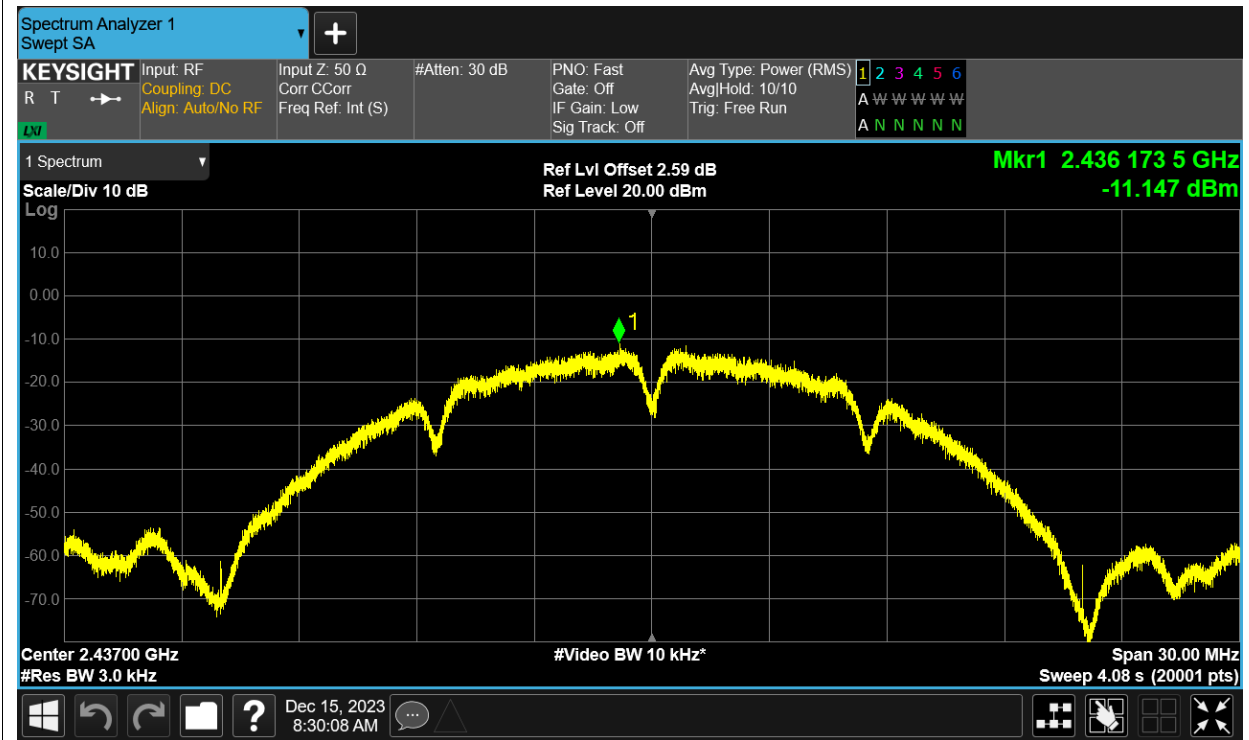 Spectrum Analyzer 1
Swept SA
+
KEYSIGHT
R T
LXI
Input: RF
Coupling: DC
Align: Auto/No RF
Input Z: 50 Ω
Corr CCorr
Freq Ref: Int (S)
#Atten: 30 dB
PNO: Fast
Gate: Off
IF Gain: Low
Sig Track: Off
Avg Type: Power (RMS)
Avg|Hold: 10/10
Trig: Free Run
1 2 3 4 5 6
A W W W W W
A N N N N N
1 Spectrum
Scale/Div 10 dB
Log
Ref Lvl Offset 2.59 dB
Ref Level 20.00 dBm
Mkr1 2.436 173 5 GHz
-11.147 dBm
10.0
0.00
-10.0
-20.0
-30.0
-40.0
-50.0
-60.0
-70.0
1
Center 2.43700 GHz
#Res BW 3.0 kHz
#Video BW 10 kHz*
Span 30.00 MHz
Sweep 4.08 s (20001 pts)
?
Dec 15, 2023
8:30:08 AM